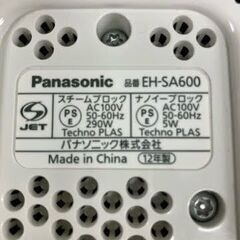 Panasonic 品番 EH-SA600
スチームブロック
AC100V
50-60Hz
290W
Techno PLAS
ナノイーブロック
AC100V
50-60Hz
5W
Techno PLAS
PS
E
PS
E
S
JET
パナソニック株式会社
Made in China 12年製